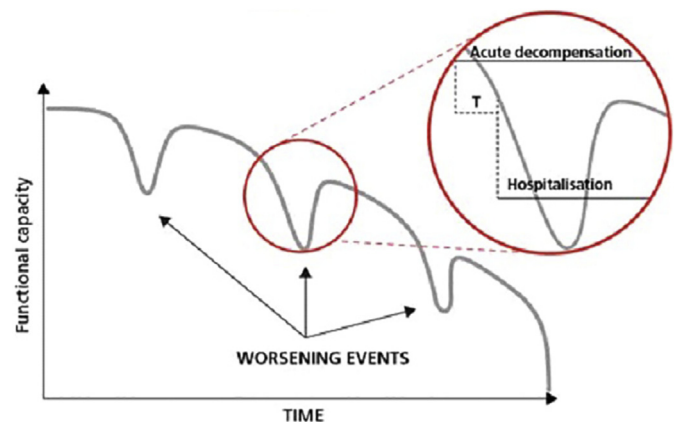 Acute decompensation
T
Hospitalisation
Functional capacity
WORSENING EVENTS
TIME